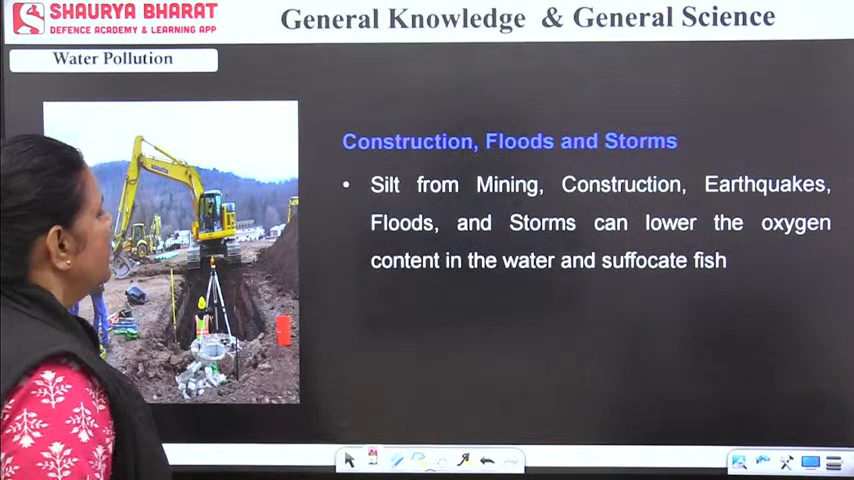 SHAURYA BHARAT
DEFENCE ACADEMY & LEARNING APP
General Knowledge & General Science
Water Pollution
Construction, Floods and Storms
• Silt from Mining, Construction, Earthquakes,
Floods, and Storms can lower the oxygen
content in the water and suffocate fish